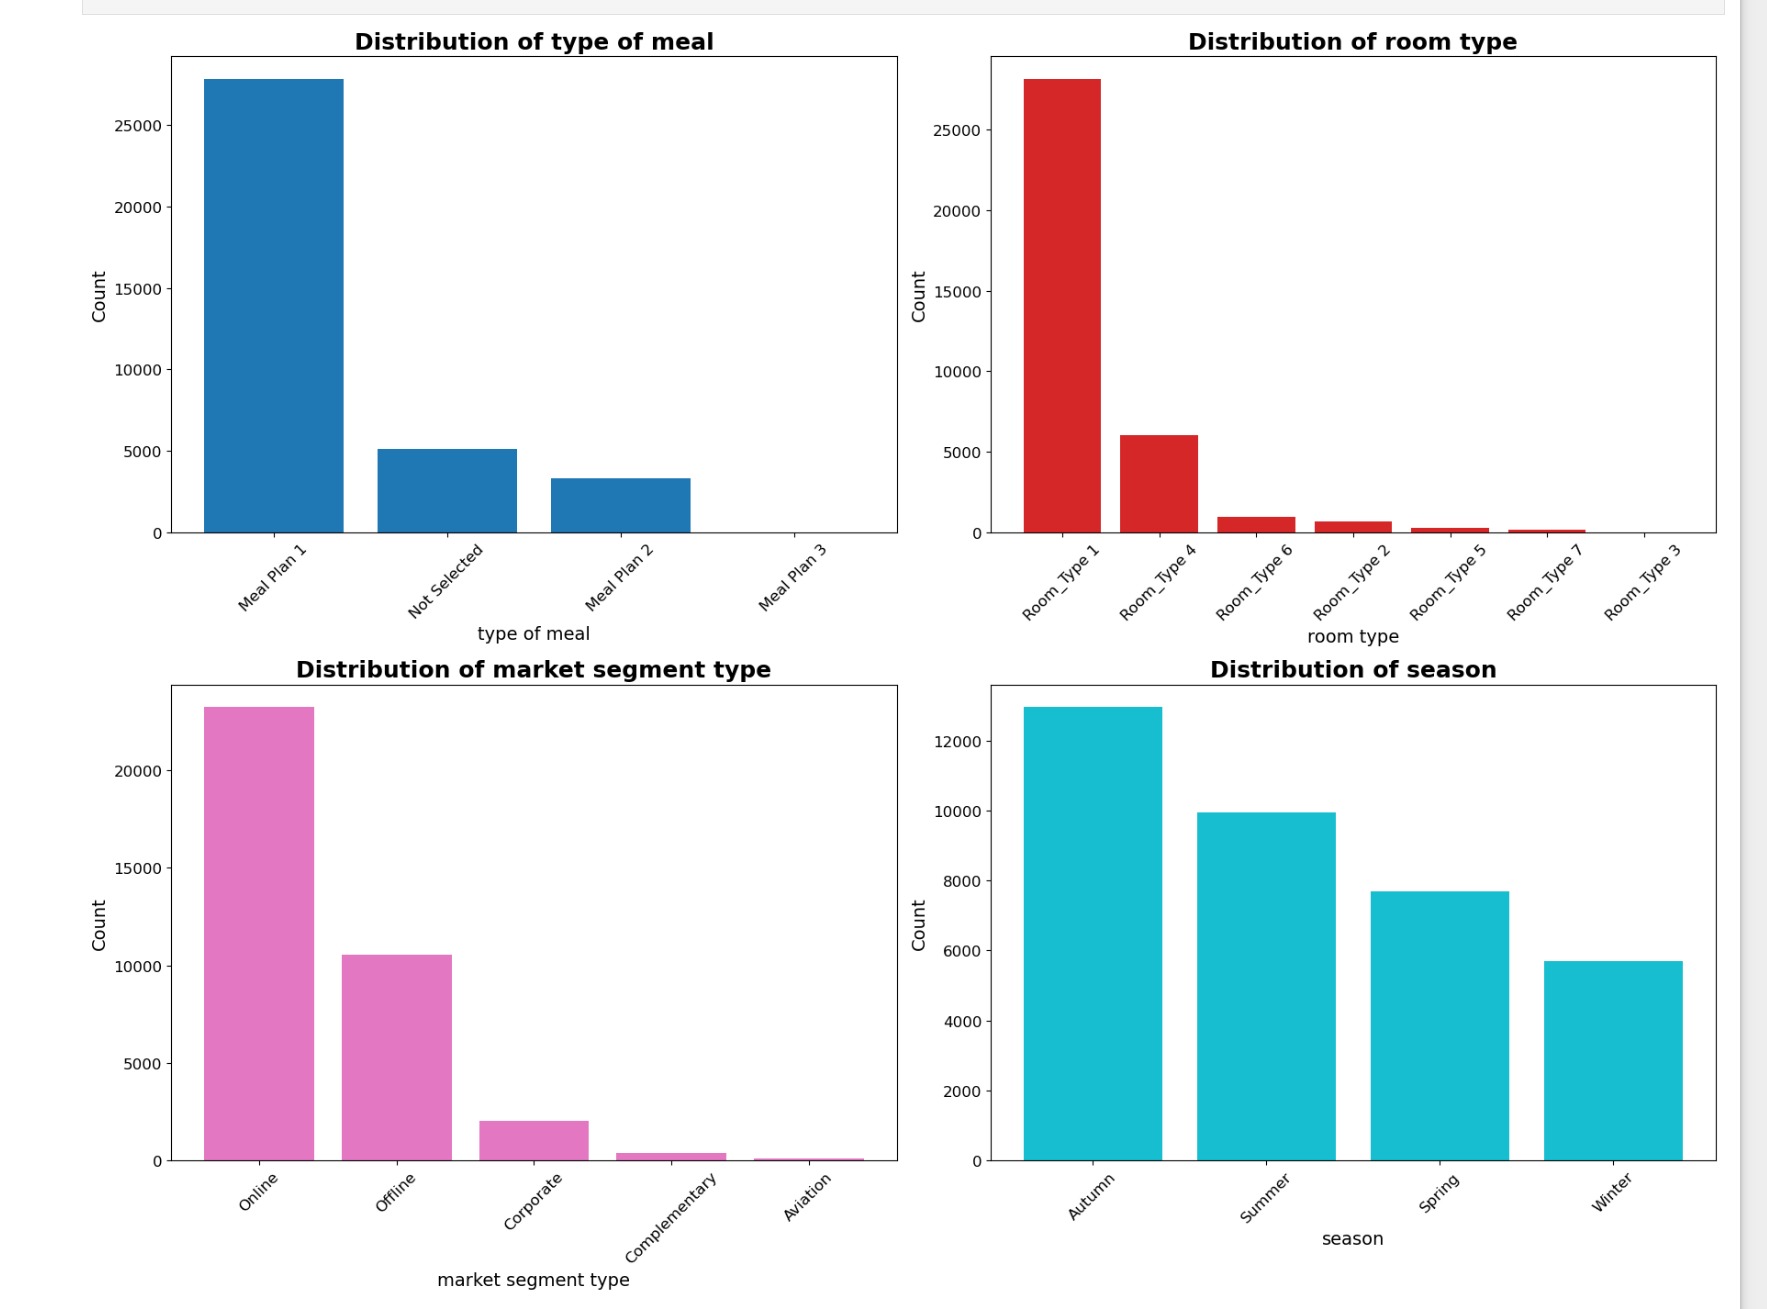 Distribution of type of meal
Count
25000
20000
15000
10000
5000
0
Meal Plan 1
Not Selected
Meal Plan 2
Meal Plan 3
type of meal
Distribution of room type
Count
25000
20000
15000
10000
5000
0
Room_Type 1
Room_Type 4
Room_Type 6
Room_Type 2
Room_Type 5
Room_Type 7
Room_Type 3
room type
Distribution of market segment type
Count
20000
15000
10000
5000
0
Online
Offline
Corporate
Complementary
Aviation
market segment type
Distribution of season
Count
12000
10000
8000
6000
4000
2000
0
Autumn
Summer
Spring
Winter
season